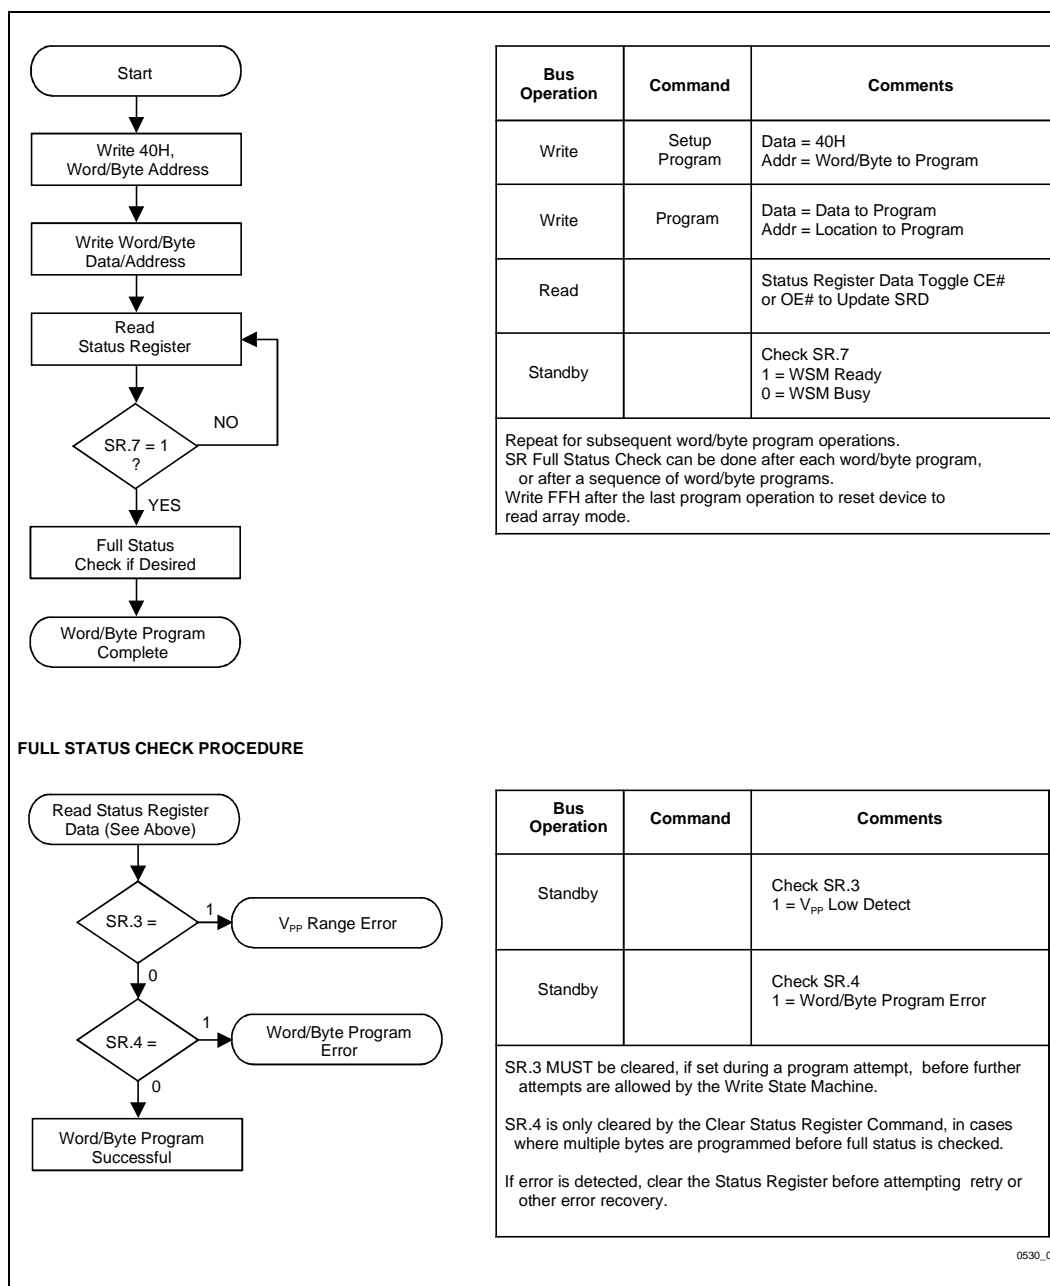 Start
Write 40H,
Word/Byte Address
Write Word/Byte
Data/Address
Read
Status Register
NO
SR.7 = 1
?
YES
Full Status
Check if Desired
Word/Byte Program
Complete
Bus
Operation
Command
Comments
Write
Setup
Program
Data = 40H
Addr = Word/Byte to Program
Write
Program
Data = Data to Program
Addr = Location to Program
Read
Status Register Data Toggle CE#
or OE# to Update SRD
Standby
Check SR.7
1 = WSM Ready
0 = WSM Busy
Repeat for subsequent word/byte program operations.
SR Full Status Check can be done after each word/byte program,
or after a sequence of word/byte programs.
Write FFH after the last program operation to reset device to
read array mode.
FULL STATUS CHECK PROCEDURE
Read Status Register
Data (See Above)
SR.3 =
1
VPP Range Error
0
SR.4 =
1
Word/Byte Program
Error
0
Word/Byte Program
Successful
Bus
Operation
Command
Comments
Standby
Check SR.3
1 = VPP Low Detect
Standby
Check SR.4
1 = Word/Byte Program Error
SR.3 MUST be cleared, if set during a program attempt, before further
attempts are allowed by the Write State Machine.
SR.4 is only cleared by the Clear Status Register Command, in cases
where multiple bytes are programmed before full status is checked.
If error is detected, clear the Status Register before attempting retry or
other error recovery.